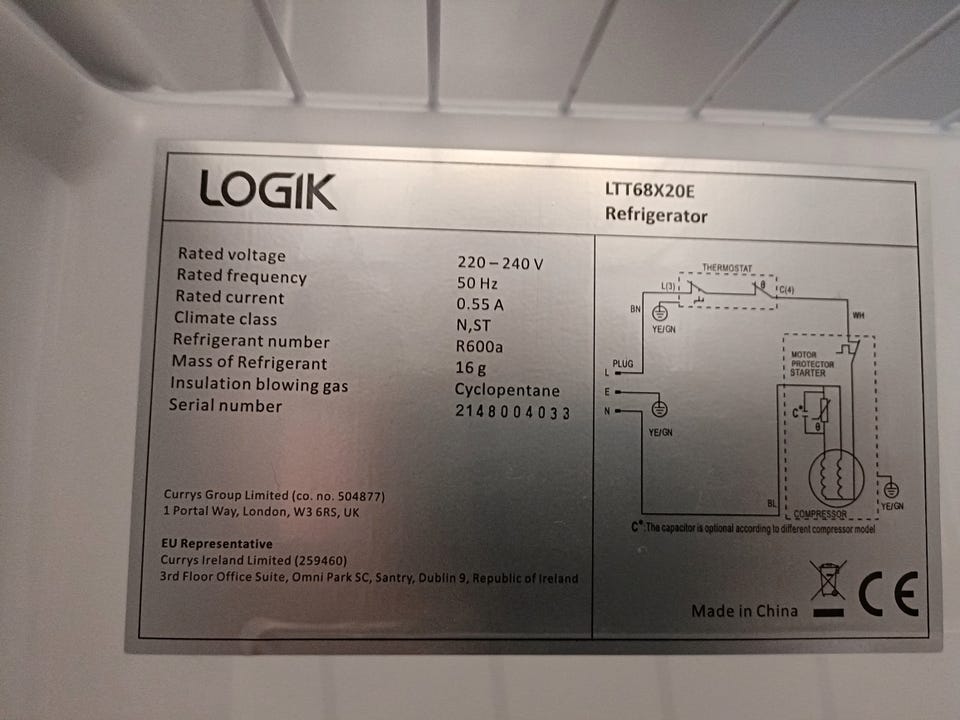 LOGIK
LTT68X20E
Refrigerator
Rated voltage 220–240 V
Rated frequency 50 Hz
Rated current 0.55 A
Climate class N,ST
Refrigerant number R600a
Mass of Refrigerant 16 g
Insulation blowing gas Cyclopentane
Serial number 2148004033
Currys Group Limited (co. no. 504877)
1 Portal Way, London, W3 6RS, UK
EU Representative
Currys Ireland Limited (259460)
3rd Floor Office Suite, Omni Park SC, Santry, Dublin 9, Republic of Ireland
THERMOSTAT
L(3)
θ
C(4)
BN
YE/GN
WH
PLUG
L
E
N
YE/GN
MOTOR
PROTECTOR
STARTER
C*
θ
BL
COMPRESSOR
YE/GN
C*:The capacitor is optional according to different compressor model
Made in China
CE